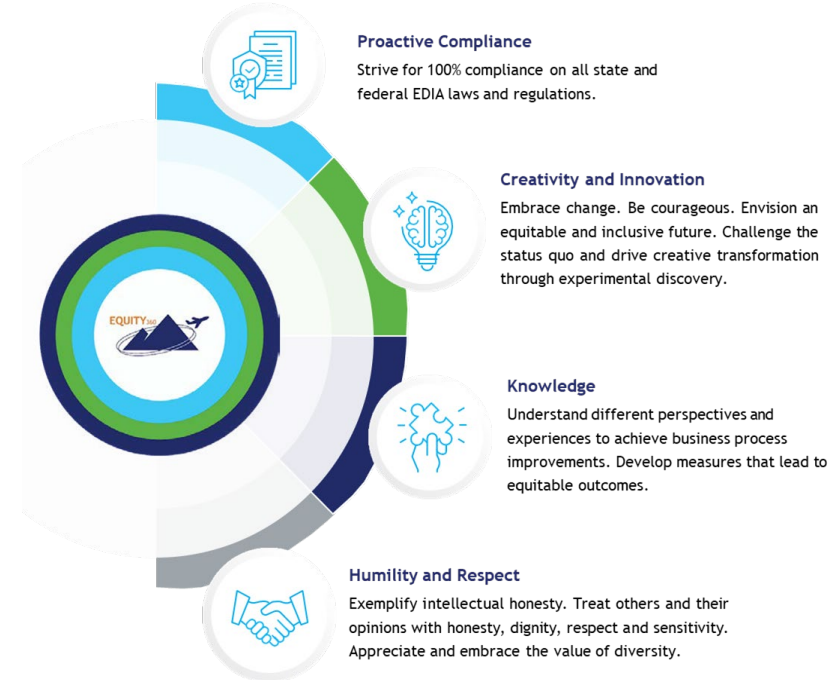 Proactive Compliance
Strive for 100% compliance on all state and
federal EDIA laws and regulations.
Creativity and Innovation
Embrace change. Be courageous. Envision an
equitable and inclusive future. Challenge the
status quo and drive creative transformation
through experimental discovery.
EQUITY360
Knowledge
Understand different perspectives and
experiences to achieve business process
improvements. Develop measures that lead to
equitable outcomes.
Humility and Respect
Exemplify intellectual honesty. Treat others and their
opinions with honesty, dignity, respect and sensitivity.
Appreciate and embrace the value of diversity.